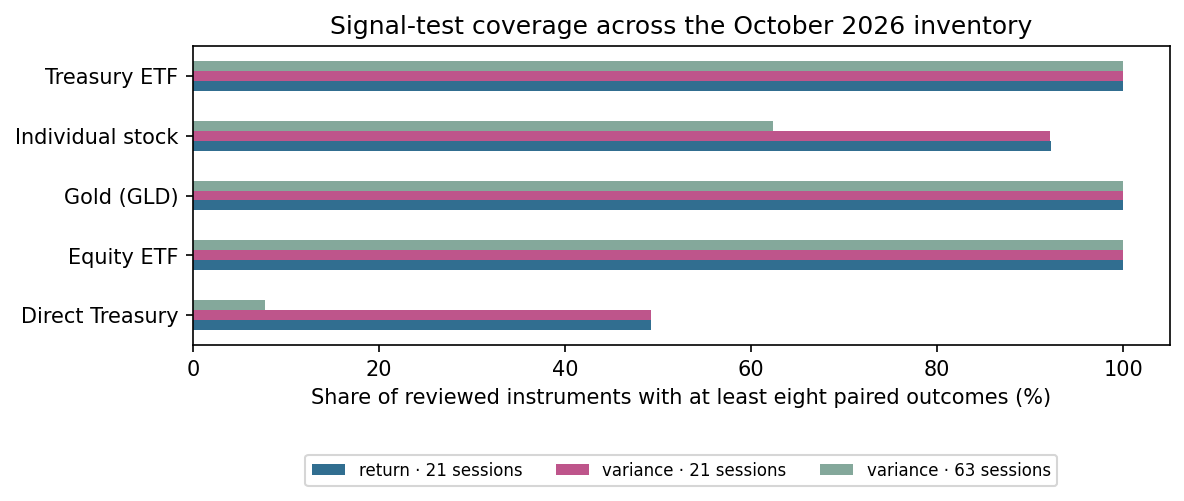 Signal-test coverage across the October 2026 inventory
Treasury ETF
Individual stock
Gold (GLD)
Equity ETF
Direct Treasury
0 20 40 60 80 100
Share of reviewed instruments with at least eight paired outcomes (%)
return · 21 sessions variance · 21 sessions variance · 63 sessions